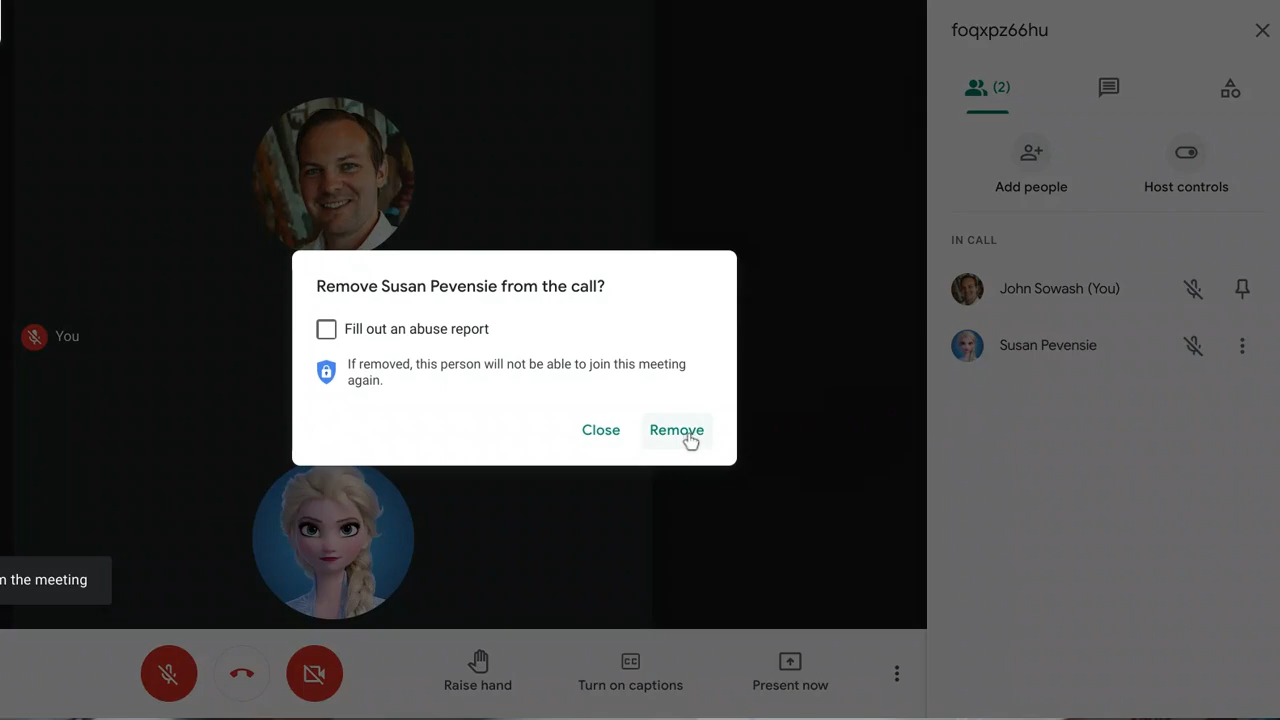 foqxpz66hu
(2)
Add people
Host controls
IN CALL
John Sowash (You)
Susan Pevensie
Remove Susan Pevensie from the call?
Fill out an abuse report
If removed, this person will not be able to join this meeting
again.
Close
Remove
You
the meeting
Raise hand
CC
Turn on captions
Present now